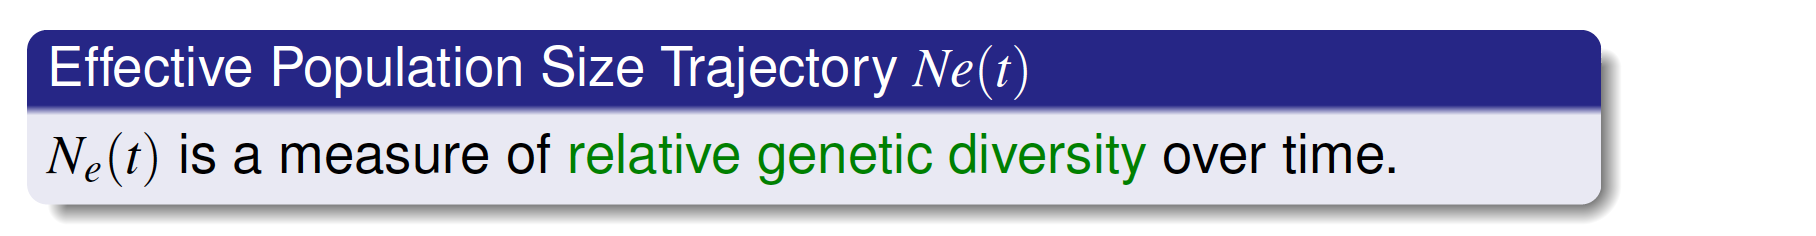 Effective Population Size Trajectory Ne(t)
Nₑ(t) is a measure of relative genetic diversity over time.